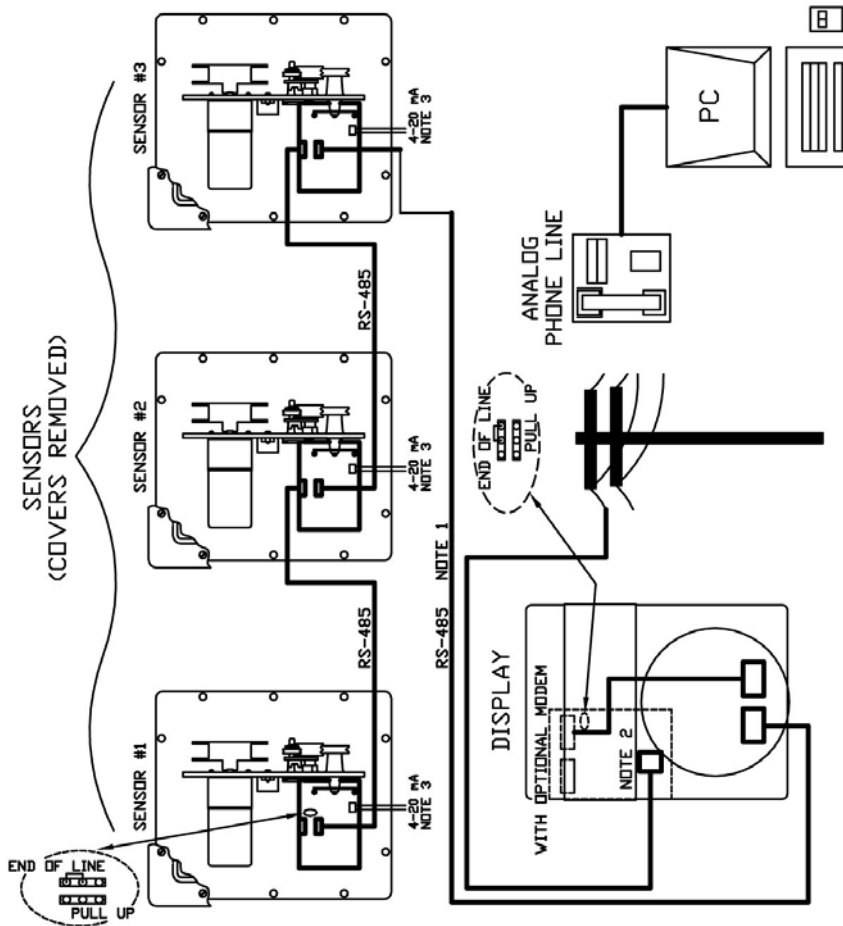 SENSORS
(COVERS REMOVED)
SENSOR #3
4-20 mA
NOTE 3
RS-485
SENSOR #2
4-20 mA
NOTE 3
RS-485
SENSOR #1
4-20 mA
NOTE 3
END OF LINE
PULL UP
RS-485
NOTE 1
PC
ANALOG
PHONE LINE
END OF LINE
PULL UP
DISPLAY
WITH OPTIONAL MODEM
NOTE 2